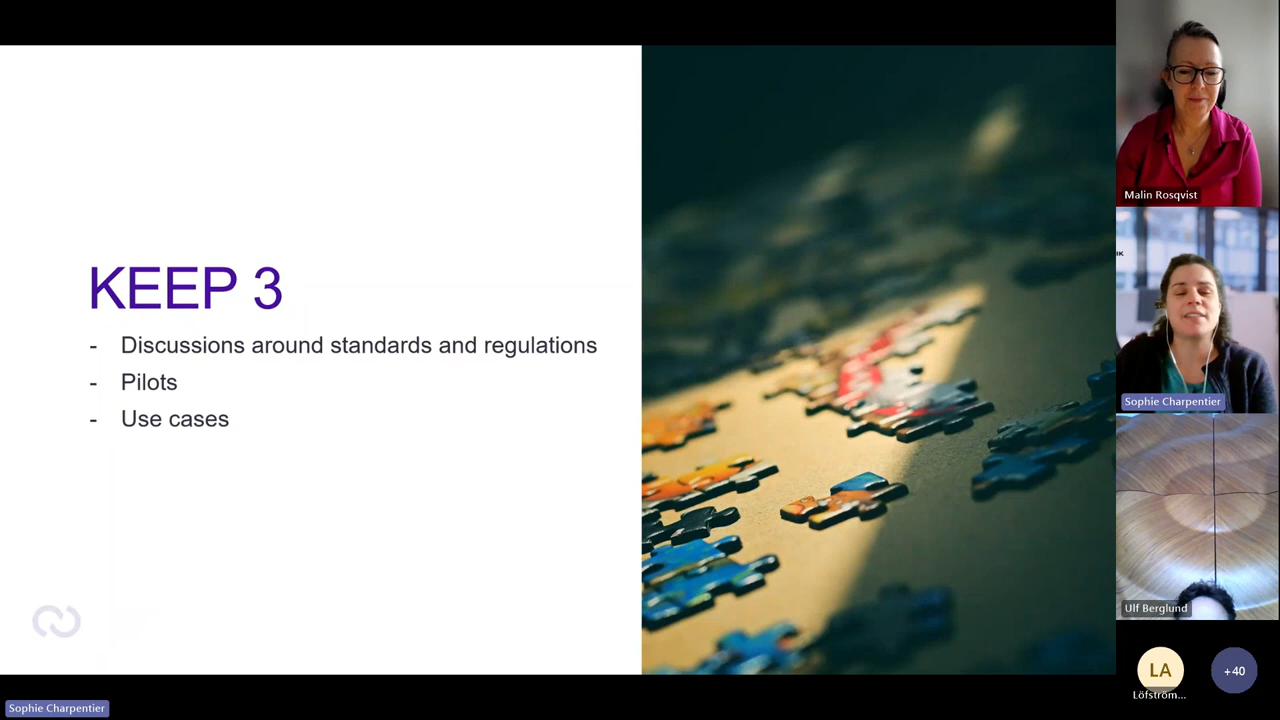 KEEP 3
- Discussions around standards and regulations
- Pilots
- Use cases
Malin Rosqvist
Sophie Charpentier
Ulf Berglund
LA
+40
Löfström...
Sophie Charpentier